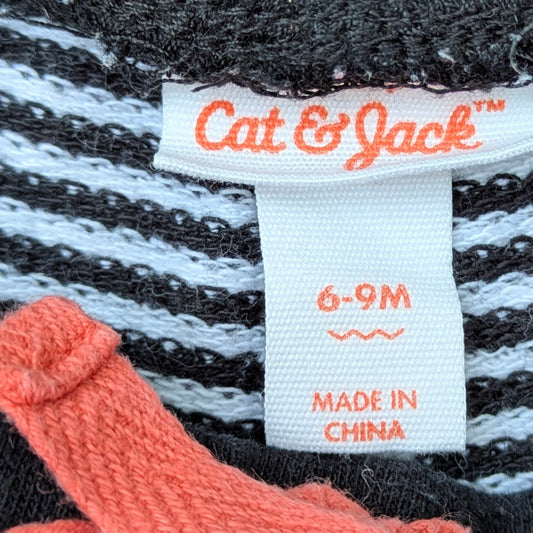 Cat & Jack™
6-9M
MADE IN
CHINA